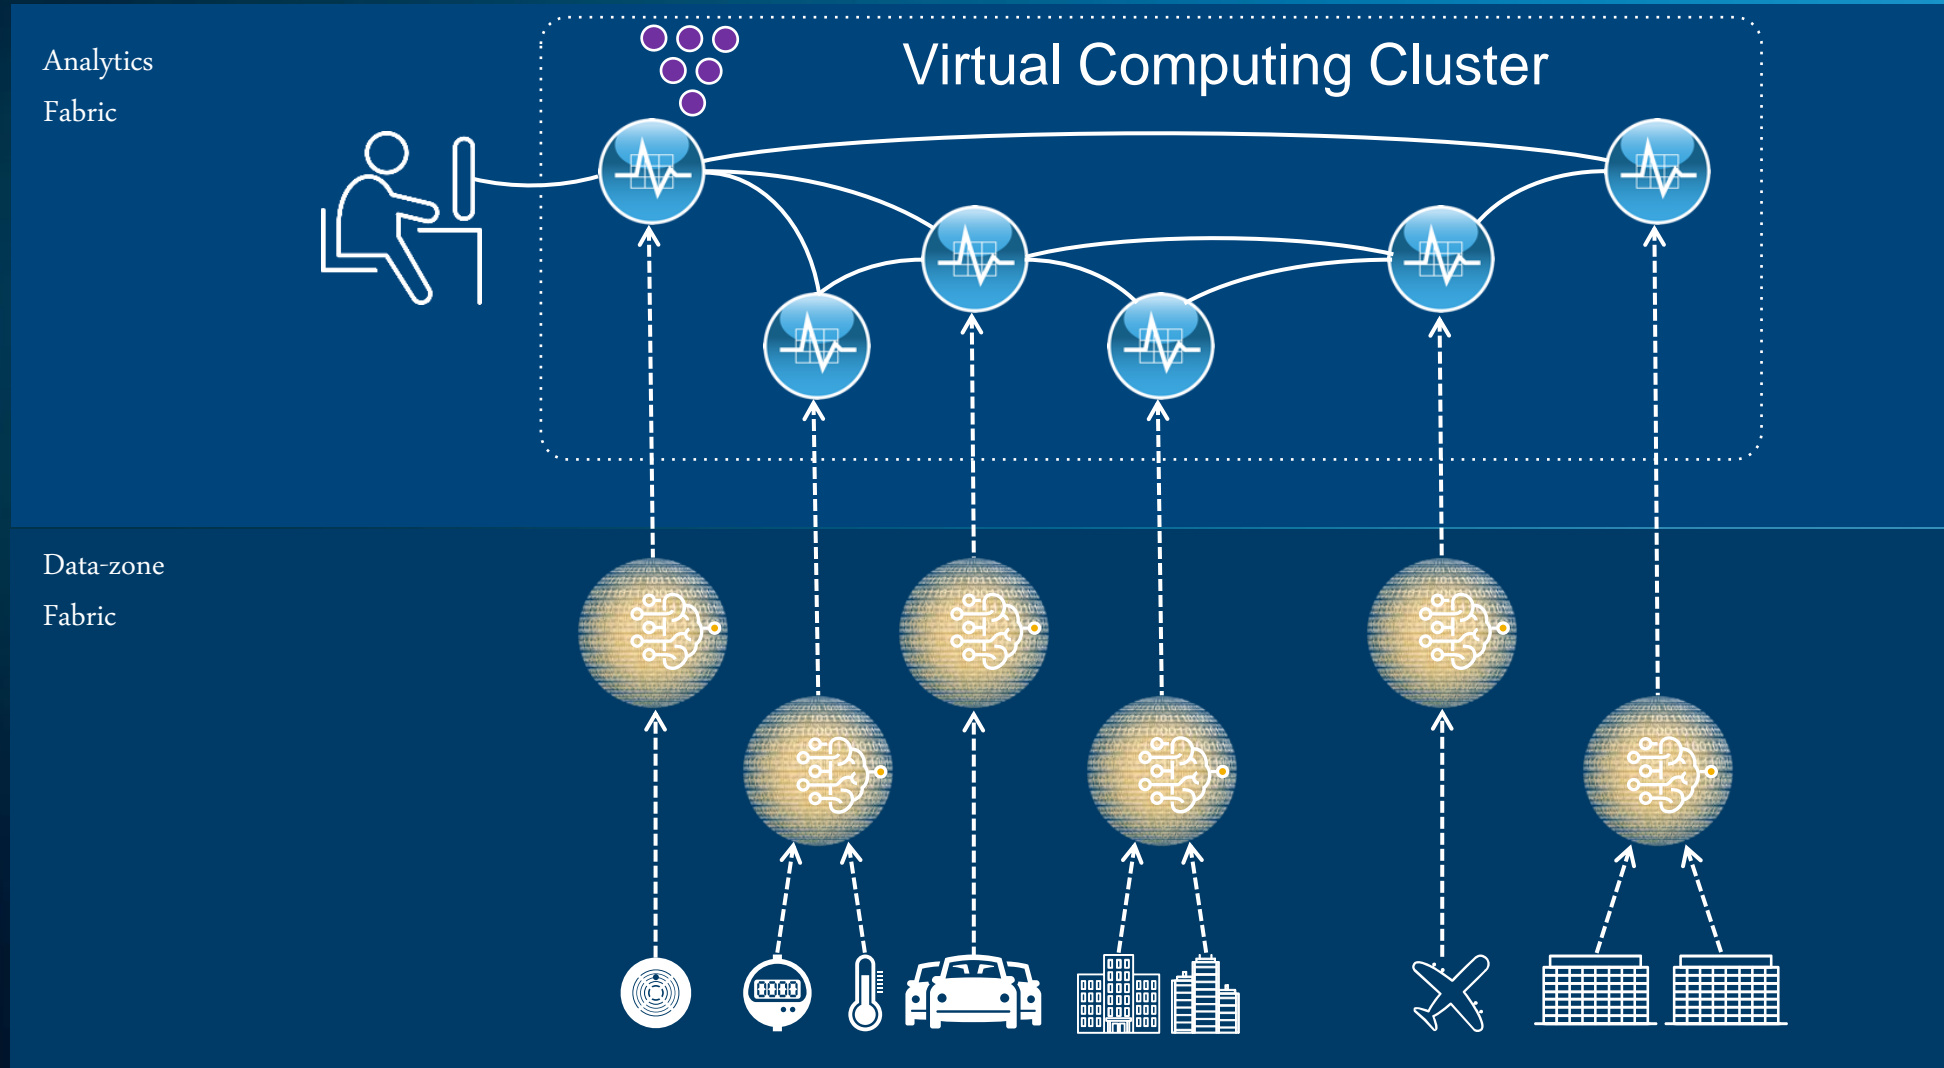 Analytics
Fabric
Virtual Computing Cluster
Data-zone
Fabric